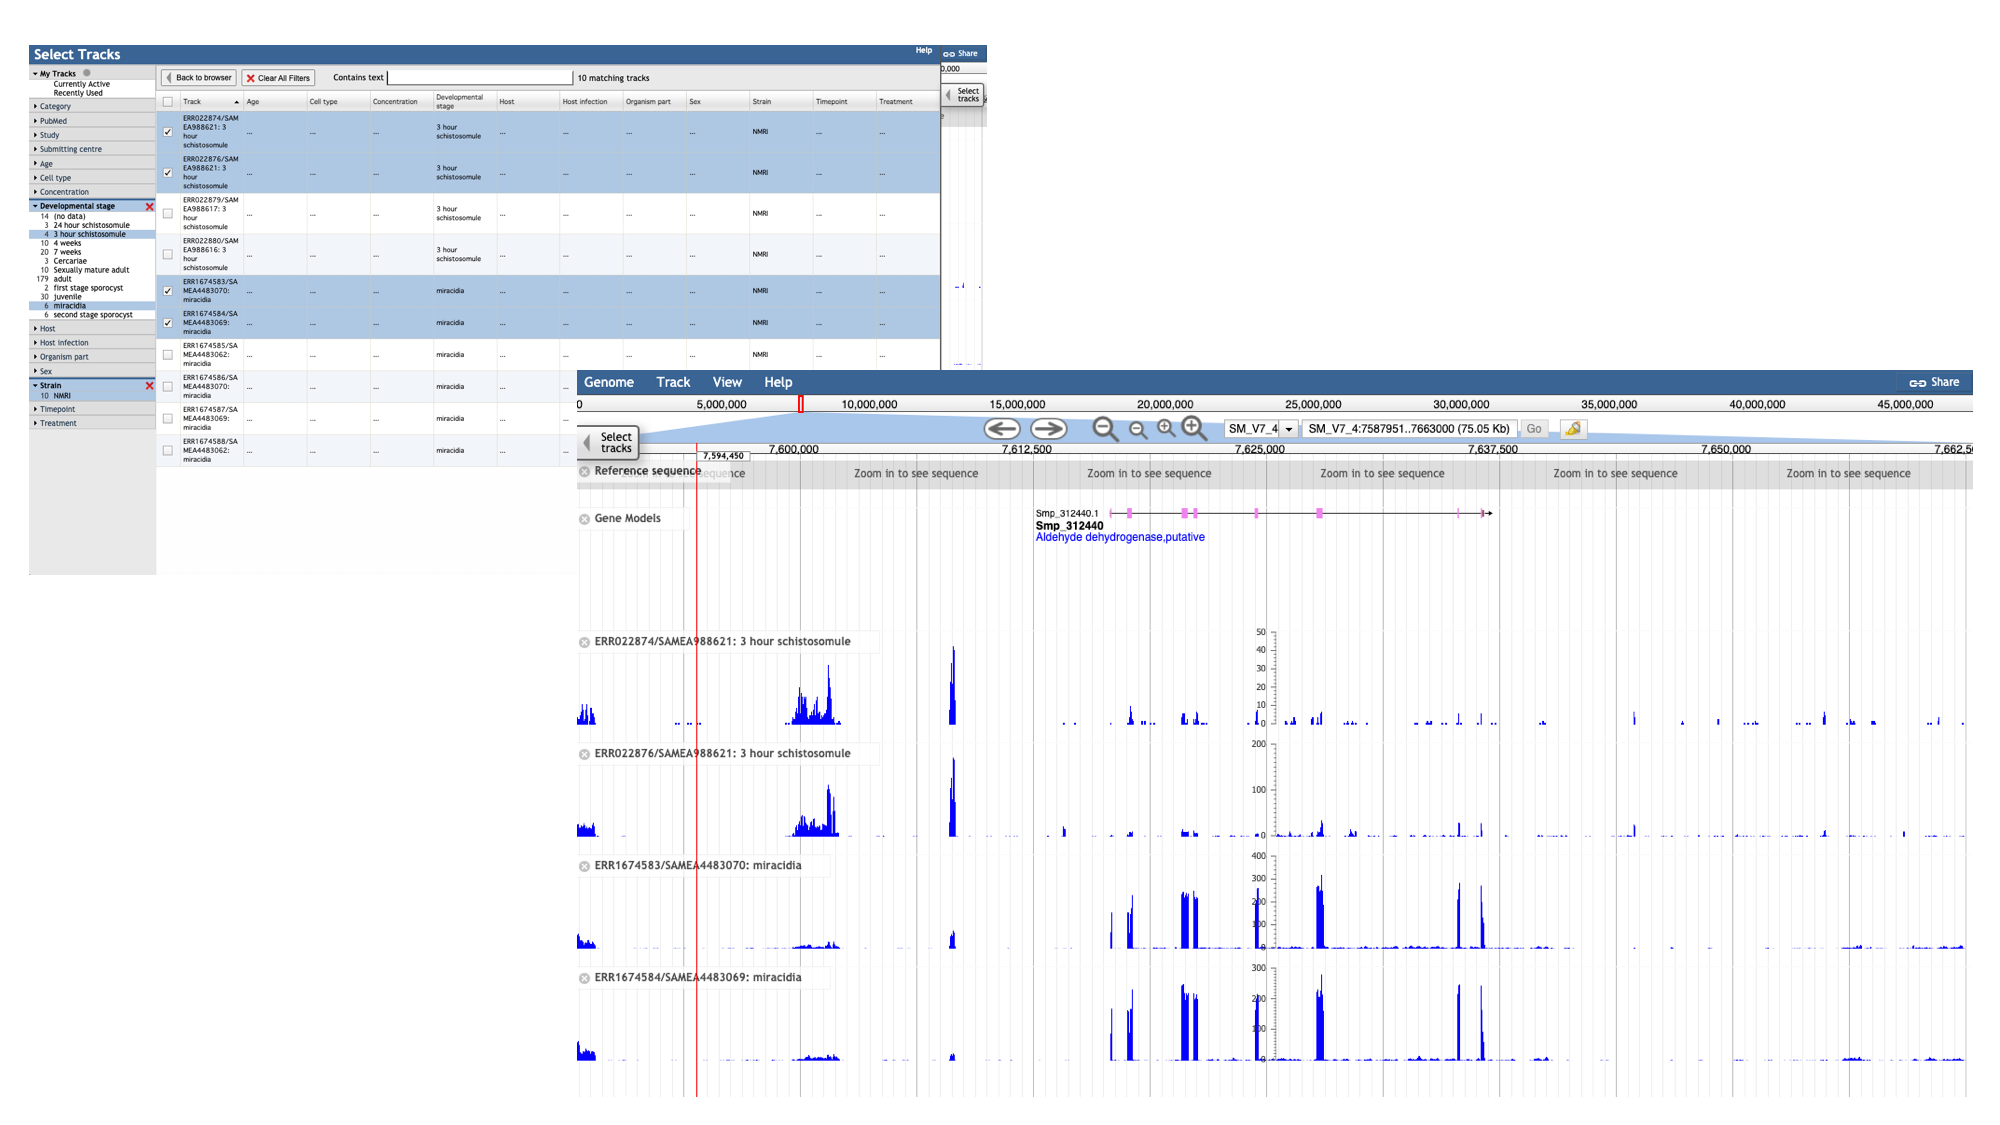 Select Tracks
Help
Share
My Tracks
Currently Active
Recently Used
Category
PubMed
Study
Submitting centre
Age
Cell type
Concentration
Developmental stage
14 (no data)
3 24 hour schistosomule
4 3 hour schistosomule
10 4 weeks
20 7 weeks
3 Cercariae
10 Sexually mature adult
179 adult
2 first stage sporocyst
30 juvenile
6 miracidia
6 second stage sporocyst
Host
Host infection
Organism part
Sex
Strain
10 NMRI
Timepoint
Treatment
Back to browser
Clear All Filters
Contains text
10 matching tracks
0,000
Select tracks
Track Age Cell type Concentration Developmental stage Host Host infection Organism part Sex Strain Timepoint Treatment
ERR022874/SAMEA988621: 3 hour schistosomule ... ... ... 3 hour schistosomule ... ... ... ... NMRI ... ...
ERR022876/SAMEA988621: 3 hour schistosomule ... ... ... 3 hour schistosomule ... ... ... ... NMRI ... ...
ERR022879/SAMEA988617: 3 hour schistosomule ... ... ... 3 hour schistosomule ... ... ... ... NMRI ... ...
ERR022880/SAMEA988616: 3 hour schistosomule ... ... ... 3 hour schistosomule ... ... ... ... NMRI ... ...
ERR1674583/SAMEA4483070: miracidia ... ... ... miracidia ... ... ... ... NMRI ... ...
ERR1674584/SAMEA4483069: miracidia ... ... ... miracidia ... ... ... ... NMRI ... ...
ERR1674585/SAMEA4483062: miracidia ... ... ... miracidia ... ... ... ... NMRI ... ...
ERR1674586/SAMEA4483070: miracidia ... ... ... miracidia ... ...
ERR1674587/SAMEA4483069: miracidia ... ... ... miracidia ... ...
ERR1674588/SAMEA4483062: miracidia ... ... ... miracidia ... ...
Genome Track View Help Share
0 5,000,000 10,000,000 15,000,000 20,000,000 25,000,000 30,000,000 35,000,000 40,000,000 45,000,000
Select tracks
SM_V7_4 SM_V7_4:7587951..7663000 (75.05 Kb) Go
7,594,450
7,600,000 7,612,500 7,625,000 7,637,500 7,650,000 7,662,5
Reference sequence
Zoom in to see sequence Zoom in to see sequence Zoom in to see sequence Zoom in to see sequence Zoom in to see sequence Zoom in to see sequence
Gene Models
Smp_312440.1
Smp_312440
Aldehyde dehydrogenase,putative
ERR022874/SAMEA988621: 3 hour schistosomule
50
40
30
20
10
0
ERR022876/SAMEA988621: 3 hour schistosomule
200
100
0
ERR1674583/SAMEA4483070: miracidia
400
300
200
100
0
ERR1674584/SAMEA4483069: miracidia
300
200
100
0